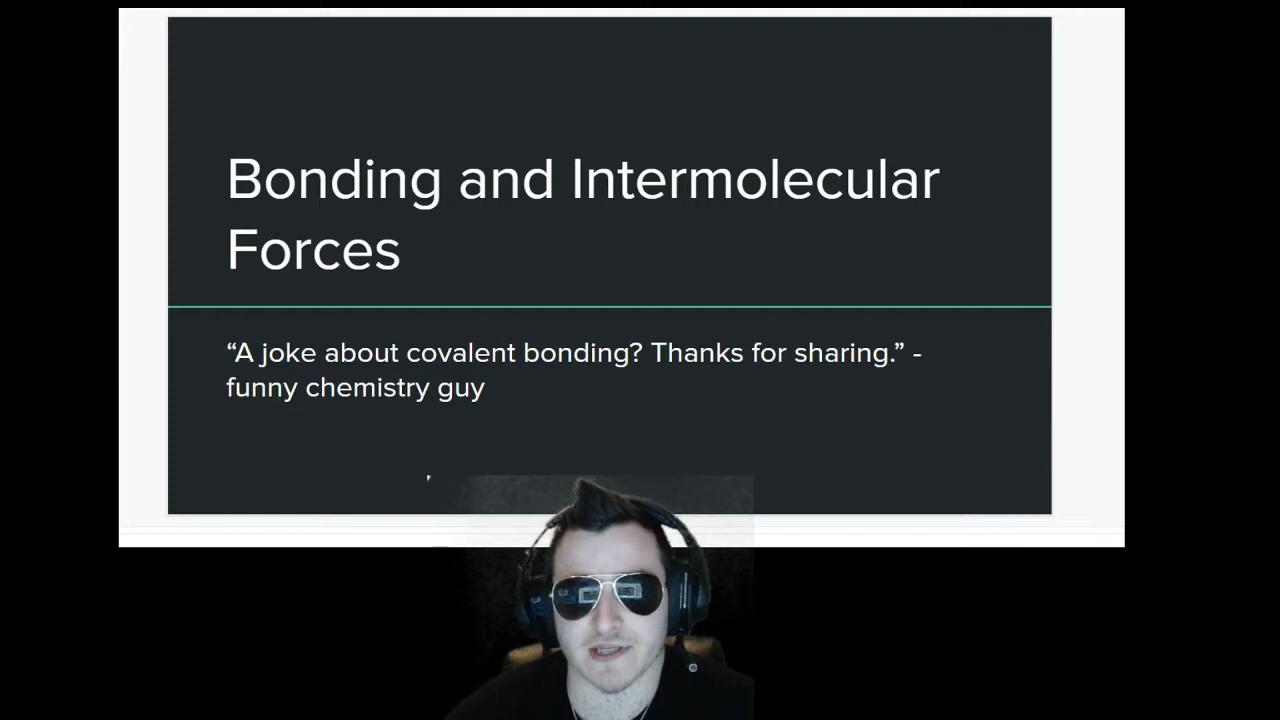 Bonding and Intermolecular
Forces
“A joke about covalent bonding? Thanks for sharing.” -
funny chemistry guy